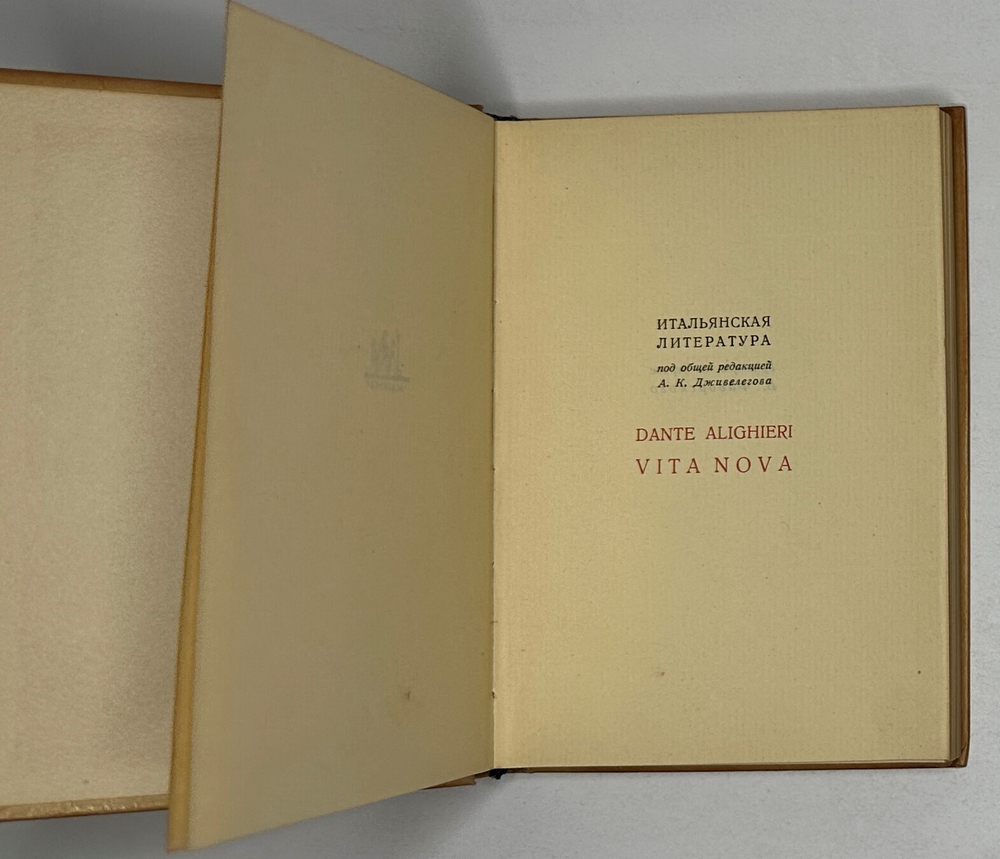 ИТАЛЬЯНСКАЯ
ЛИТЕРАТУРА
под общей редакцией
А. К. Дживелегова
DANTE ALIGHIERI
VITA NOVA